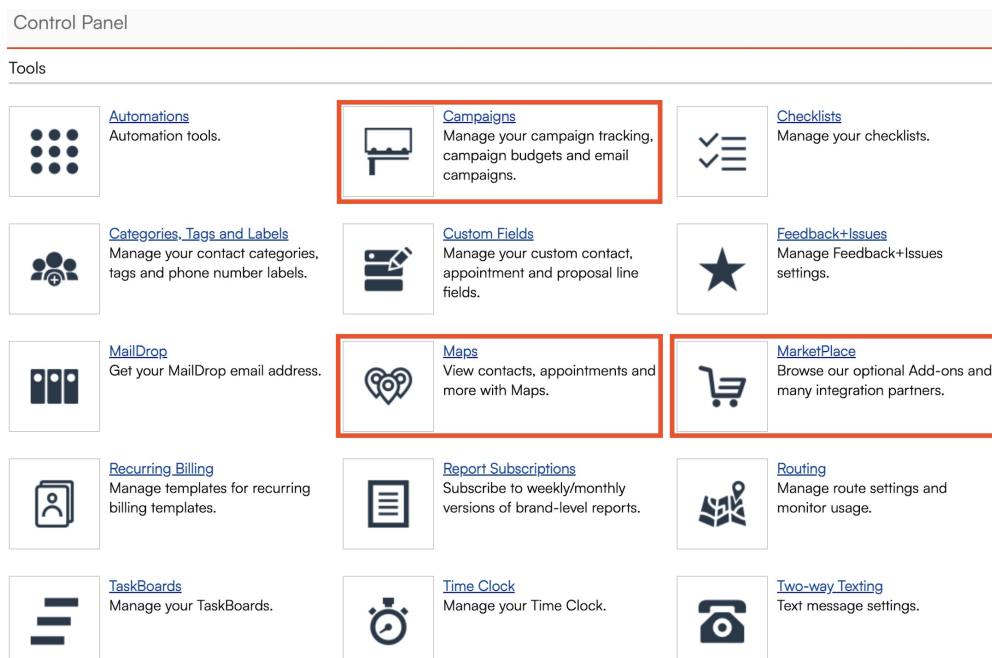 Control Panel
Tools
Automations
Automation tools.
Campaigns
Manage your campaign tracking,
campaign budgets and email
campaigns.
Checklists
Manage your checklists.
Categories, Tags and Labels
Manage your contact categories,
tags and phone number labels.
Custom Fields
Manage your custom contact,
appointment and proposal line
fields.
Feedback+Issues
Manage Feedback+Issues
settings.
MailDrop
Get your MailDrop email address.
Maps
View contacts, appointments and
more with Maps.
MarketPlace
Browse our optional Add-ons and
many integration partners.
Recurring Billing
Manage templates for recurring
billing templates.
Report Subscriptions
Subscribe to weekly/monthly
versions of brand-level reports.
Routing
Manage route settings and
monitor usage.
TaskBoards
Manage your TaskBoards.
Time Clock
Manage your Time Clock.
Two-way Texting
Text message settings.